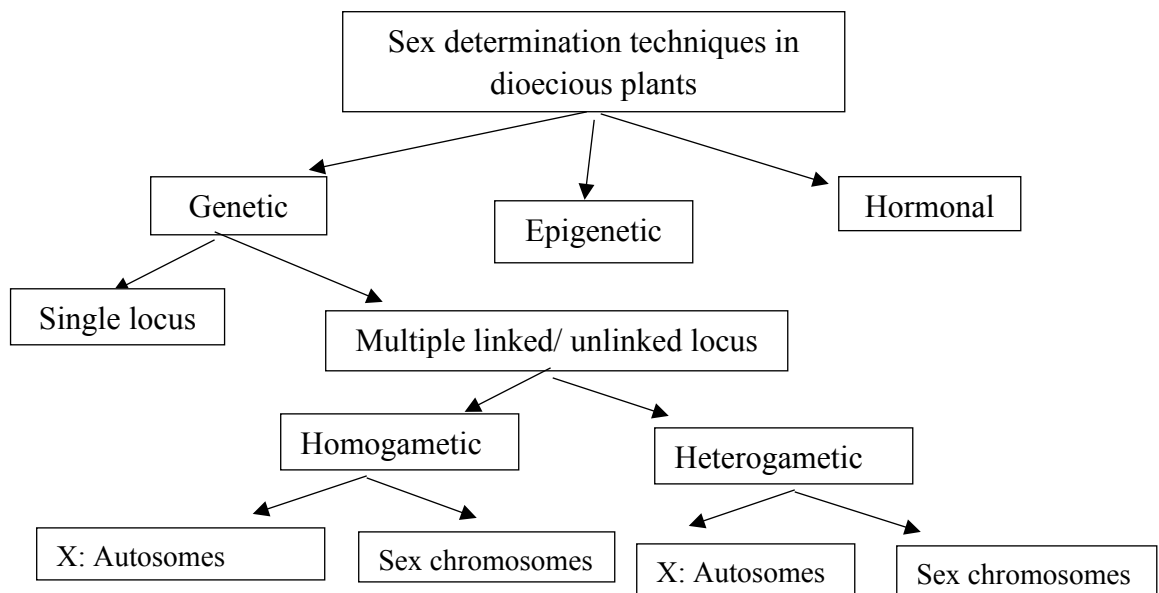 Sex determination techniques in
dioecious plants
Genetic
Epigenetic
Hormonal
Single locus
Multiple linked/ unlinked locus
Homogametic
Heterogametic
X: Autosomes
Sex chromosomes
X: Autosomes
Sex chromosomes